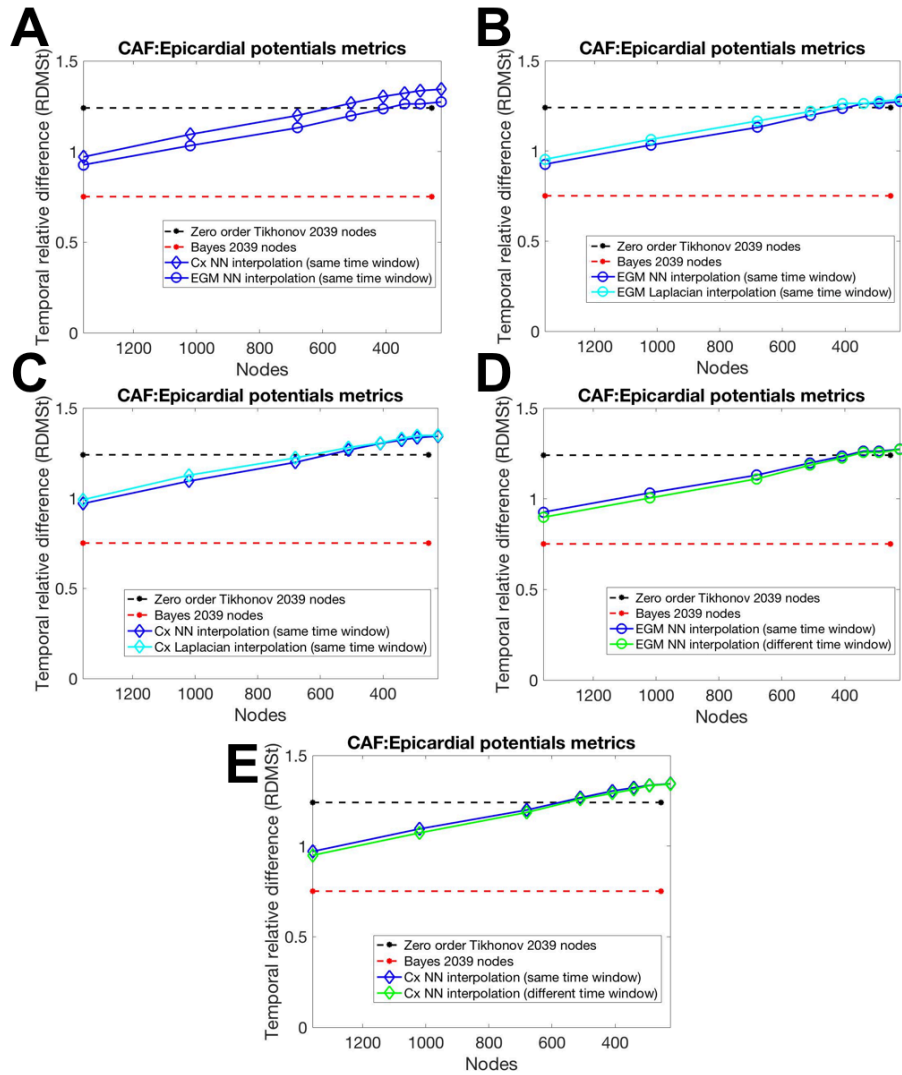 A
CAF:Epicardial potentials metrics
Temporal relative difference (RDMSt)
1.5
1
0.5
0
Zero order Tikhonov 2039 nodes
Bayes 2039 nodes
Cx NN interpolation (same time window)
EGM NN interpolation (same time window)
1200 1000 800 600 400
Nodes
B
CAF:Epicardial potentials metrics
Temporal relative difference (RDMSt)
1.5
1
0.5
0
Zero order Tikhonov 2039 nodes
Bayes 2039 nodes
EGM NN interpolation (same time window)
EGM Laplacian interpolation (same time window)
1200 1000 800 600 400
Nodes
C
CAF:Epicardial potentials metrics
Temporal relative difference (RDMSt)
1.5
1
0.5
0
Zero order Tikhonov 2039 nodes
Bayes 2039 nodes
Cx NN interpolation (same time window)
Cx Laplacian interpolation (same time window)
1200 1000 800 600 400
Nodes
D
CAF:Epicardial potentials metrics
Temporal relative difference (RDMSt)
1.5
1
0.5
0
Zero order Tikhonov 2039 nodes
Bayes 2039 nodes
EGM NN interpolation (same time window)
EGM NN interpolation (different time window)
1200 1000 800 600 400
Nodes
E
CAF:Epicardial potentials metrics
Temporal relative difference (RDMSt)
1.5
1
0.5
0
Zero order Tikhonov 2039 nodes
Bayes 2039 nodes
Cx NN interpolation (same time window)
Cx NN interpolation (different time window)
1200 1000 800 600 400
Nodes